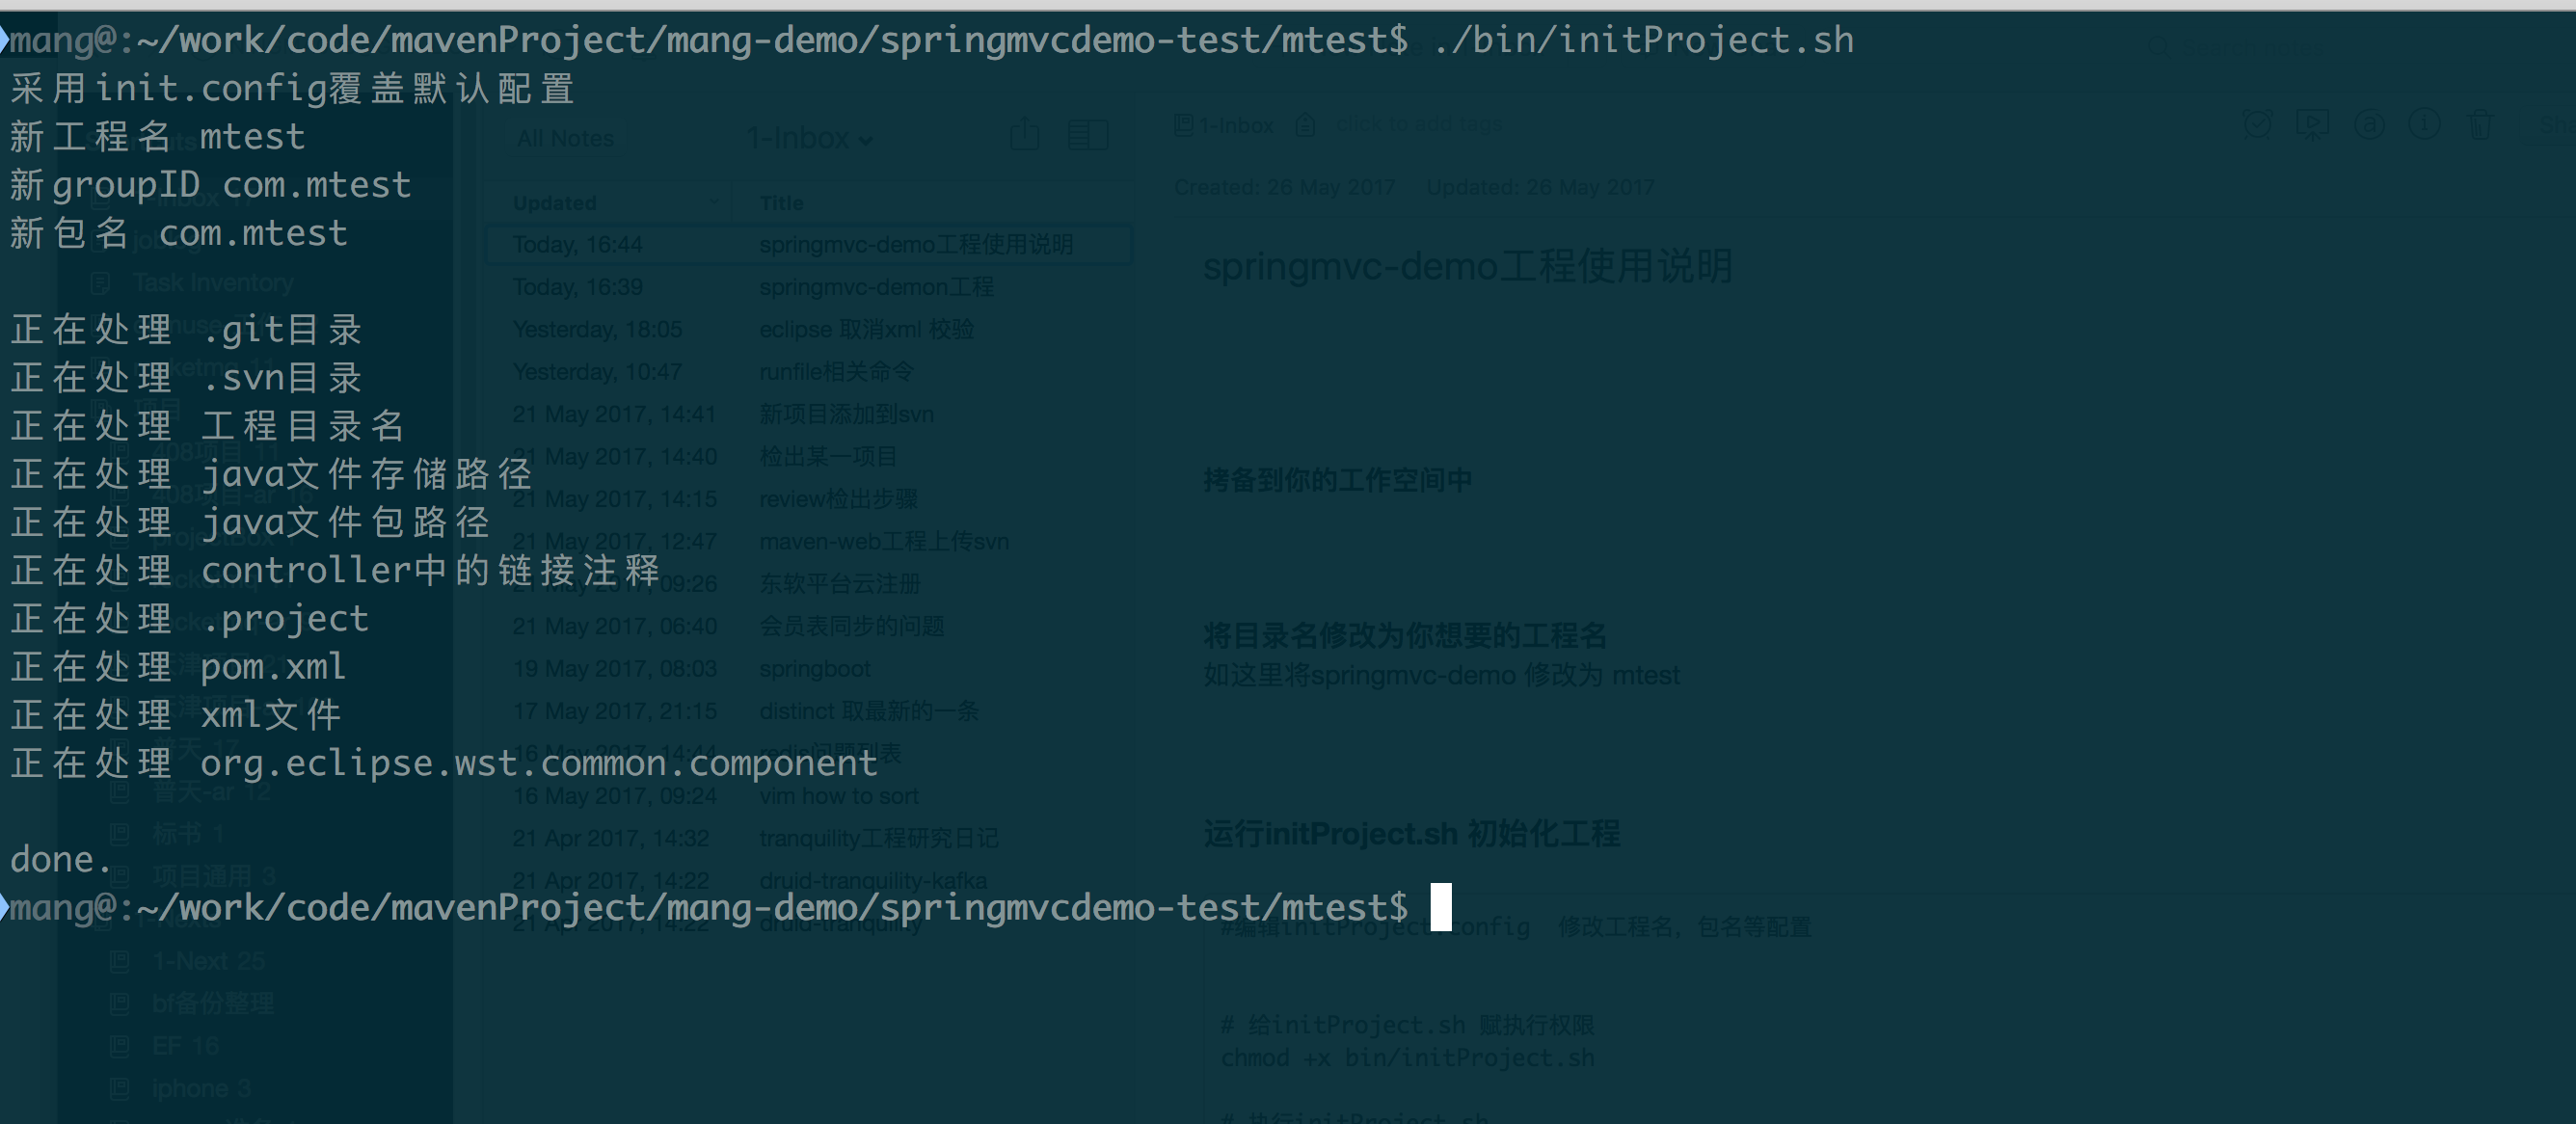 mang@:~/work/code/mavenProject/mang-demo/springmvcdemo-test/mtest$ ./bin/initProject.sh
采用init.config覆盖默认配置
新工程名 mtest
新groupID com.mtest
新包名 com.mtest
正在处理 .git目录
正在处理 .svn目录
正在处理 工程目录名
正在处理 java文件存储路径
正在处理 java文件包路径
正在处理 controller中的链接注释
正在处理 .project
正在处理 pom.xml
正在处理 xml文件
正在处理 org.eclipse.wst.common.component
done.
mang@:~/work/code/mavenProject/mang-demo/springmvcdemo-test/mtest$
Task Inventory
项目
408项目 11
408项目-ar 16
普天 17
普天-ar 12
标书 1
项目通用 3
1-Next 25
bf备份整理
EF 16
iphone 3
All Notes
1-Inbox
Updated Title
Today, 16:44 springmvc-demo工程使用说明
Today, 16:39 springmvc-demon工程
Yesterday, 18:05 eclipse 取消xml 校验
Yesterday, 10:47 runfile相关命令
21 May 2017, 14:41 新项目添加到svn
21 May 2017, 14:40 检出某一项目
21 May 2017, 14:15 review检出步骤
21 May 2017, 12:47 maven-web工程上传svn
21 May 2017, 09:26 东软平台云注册
21 May 2017, 06:40 会员表同步的问题
19 May 2017, 08:03 springboot
17 May 2017, 21:15 distinct 取最新的一条
16 May 2017, 14:44 redis问题列表
16 May 2017, 09:24 vim how to sort
21 Apr 2017, 14:32 tranquility工程研究日记
21 Apr 2017, 14:22 druid-tranquility-kafka
21 Apr 2017, 14:22 druid-tranquility
1-Inbox click to add tags
Created: 26 May 2017 Updated: 26 May 2017
springmvc-demo工程使用说明
拷备到你的工作空间中
将目录名修改为你想要的工程名
如这里将springmvc-demo 修改为 mtest
运行initProject.sh 初始化工程
#编辑initProject.config 修改工程名，包名等配置
# 给initProject.sh 赋执行权限
chmod +x bin/initProject.sh
# 执行initProject.sh